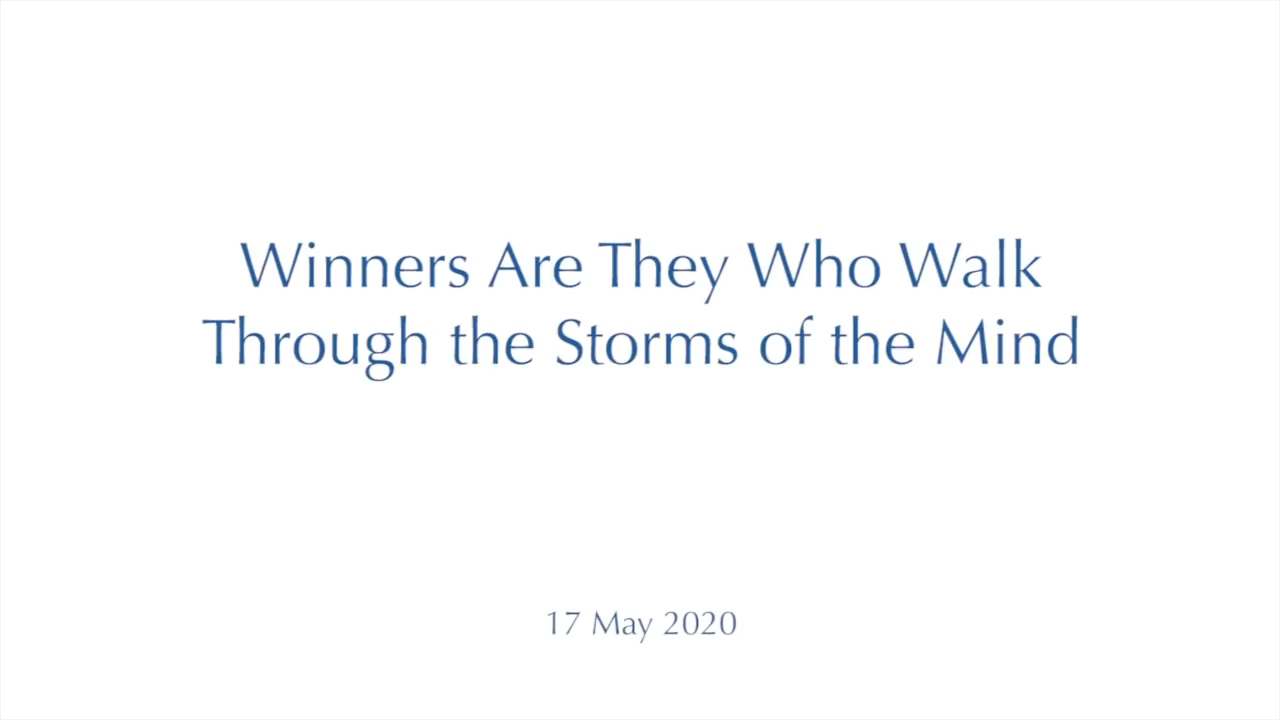 Winners Are They Who Walk
Through the Storms of the Mind
17 May 2020